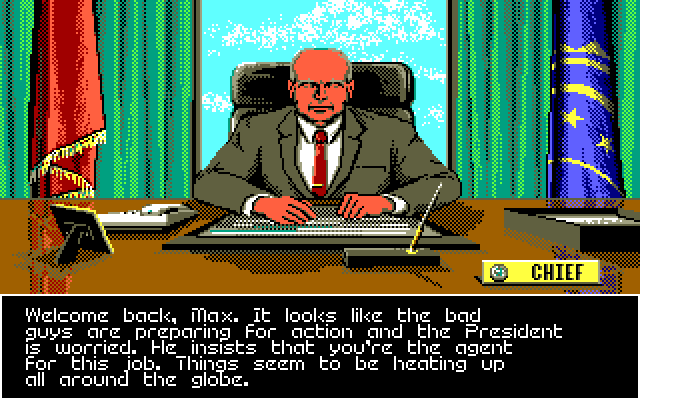 CHIEF
Welcome back, Max. It looks like the bad
guys are preparing for action and the President
is worried. He insists that you're the agent
for this job. Things seem to be heating up
all around the globe.